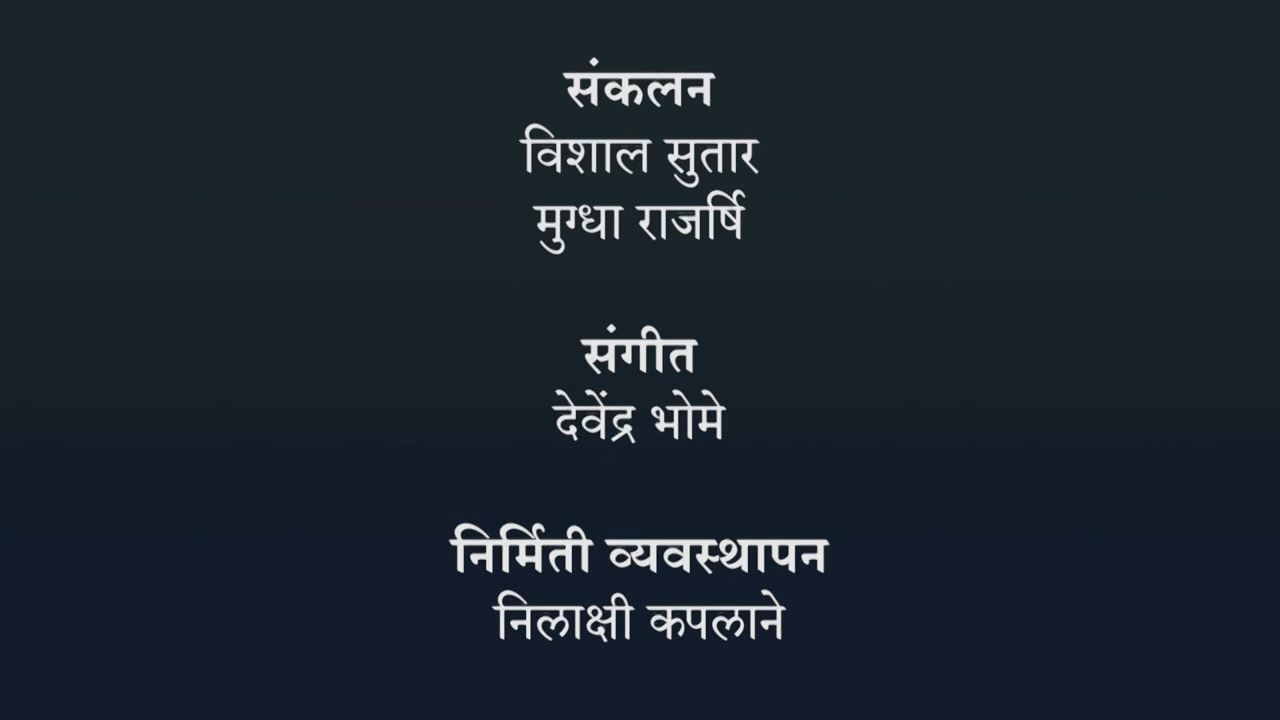 संकलन
विशाल सुतार
मुग्धा राजर्षि
संगीत
देवेंद्र भोमे
निर्मिती व्यवस्थापन
निलाक्षी कपलाने